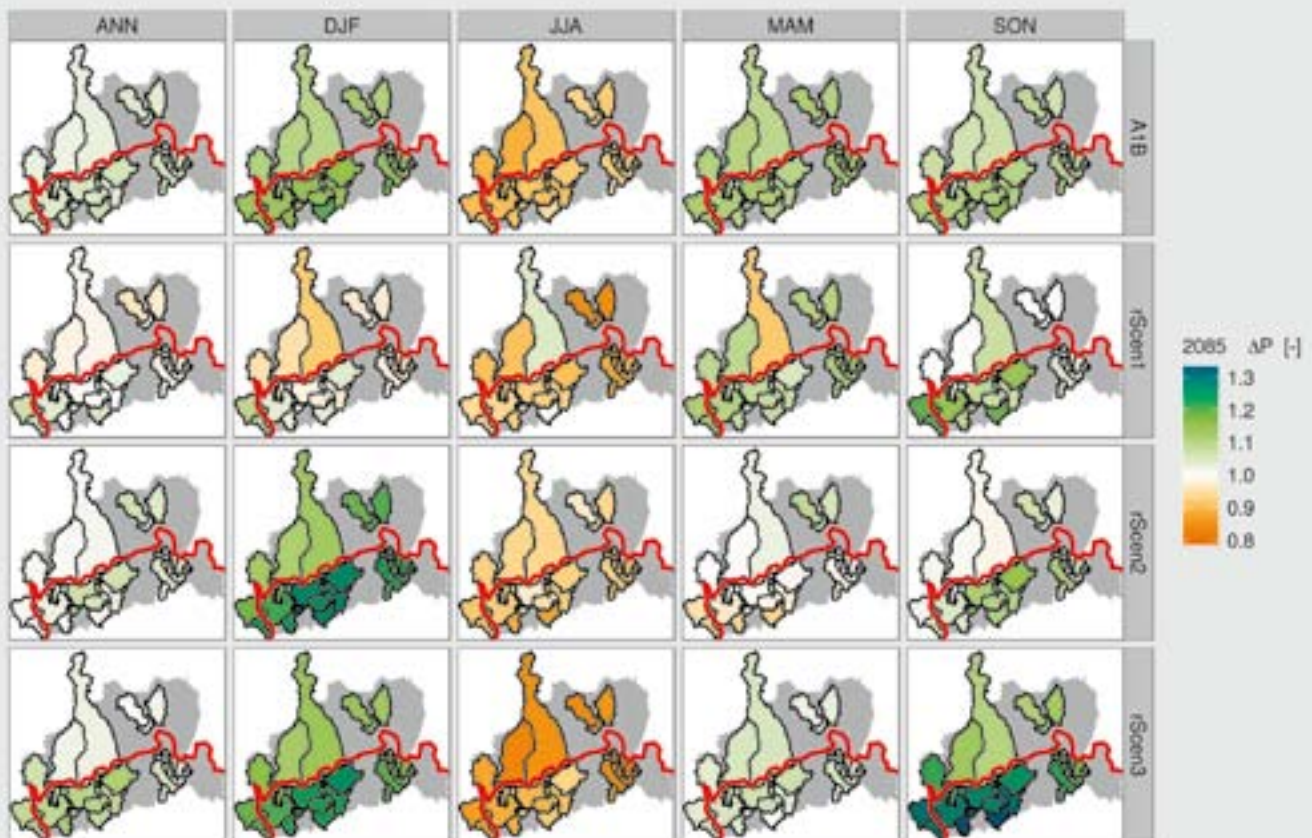 ANN DJF JJA MAM SON
A1B
rScen1
rScen2
rScen3
2085 ΔP [-]
1.3
1.2
1.1
1.0
0.9
0.8